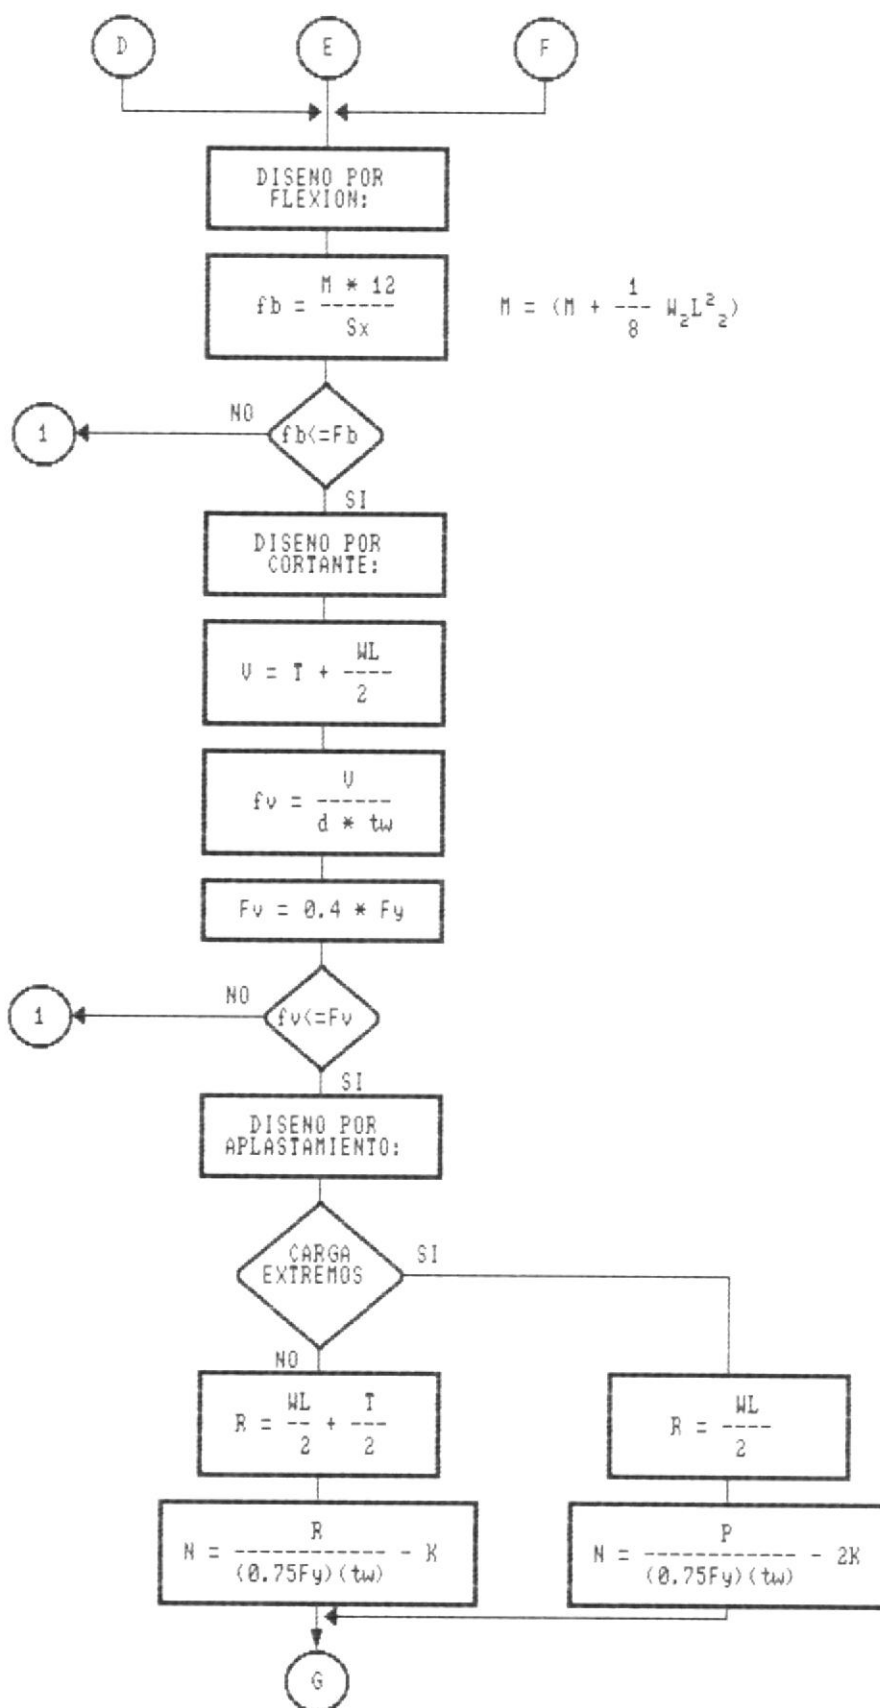 D E F
DISENO POR
FLEXION:
fb = M * 12 / Sx
M = (M + 1/8 W₂L²₂)
NO
1
fb<=Fb
SI
DISENO POR
CORTANTE:
V = T + WL / 2
fv = V / d * tw
Fv = 0.4 * Fy
NO
1
fv<=Fv
SI
DISENO POR
APLASTAMIENTO:
CARGA
EXTREMOS
SI
NO
R = WL / 2 + T / 2
R = WL / 2
N = R / (0.75Fy)(tw) - K
N = P / (0.75Fy)(tw) - 2K
G